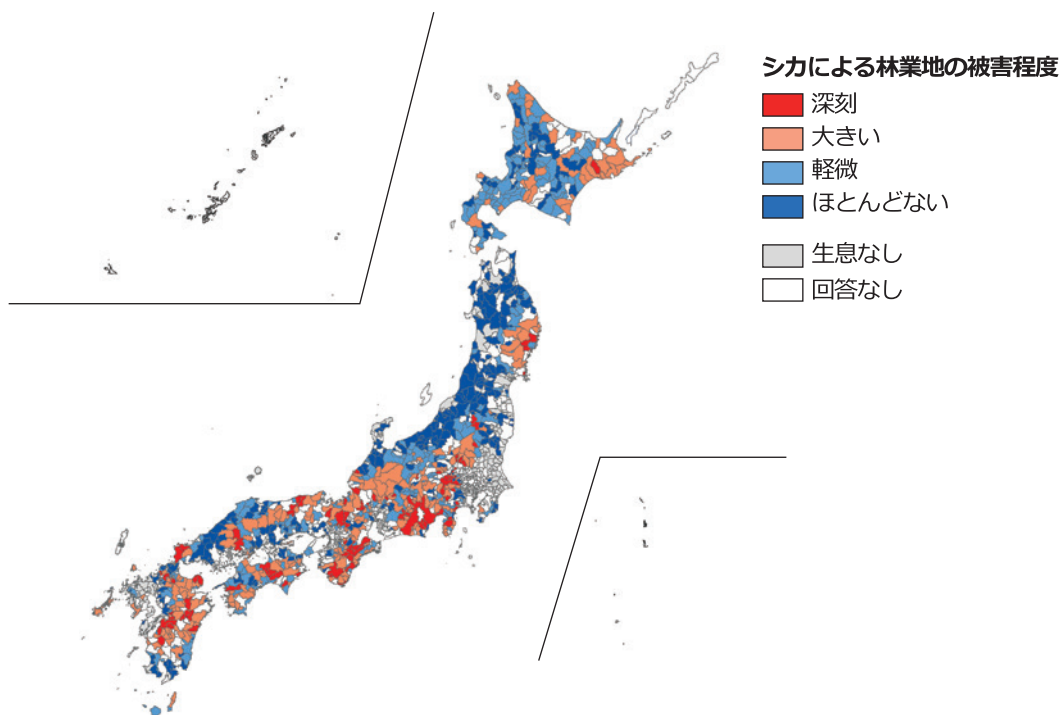 シカによる林業地の被害程度
深刻
大きい
軽微
ほとんどない
生息なし
回答なし